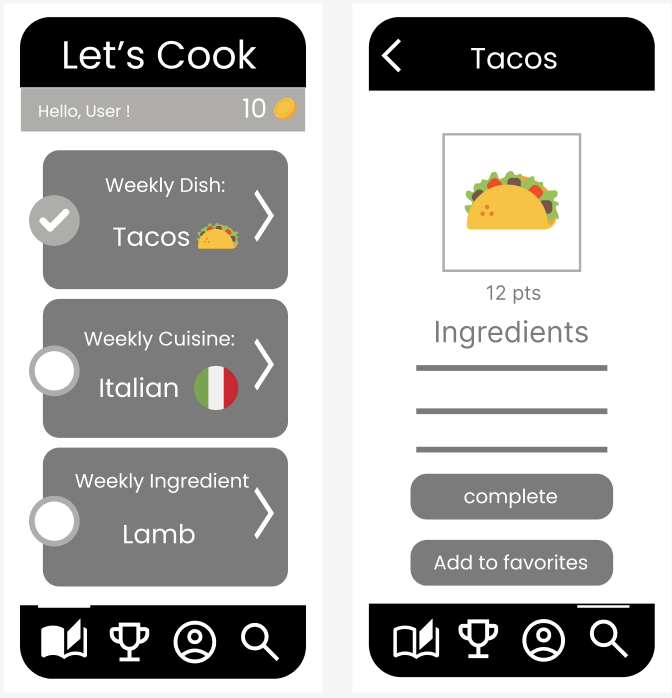 Let's Cook
Hello, User !
10
Weekly Dish:
Tacos
Weekly Cuisine:
Italian
Weekly Ingredient
Lamb
Tacos
12 pts
Ingredients
complete
Add to favorites